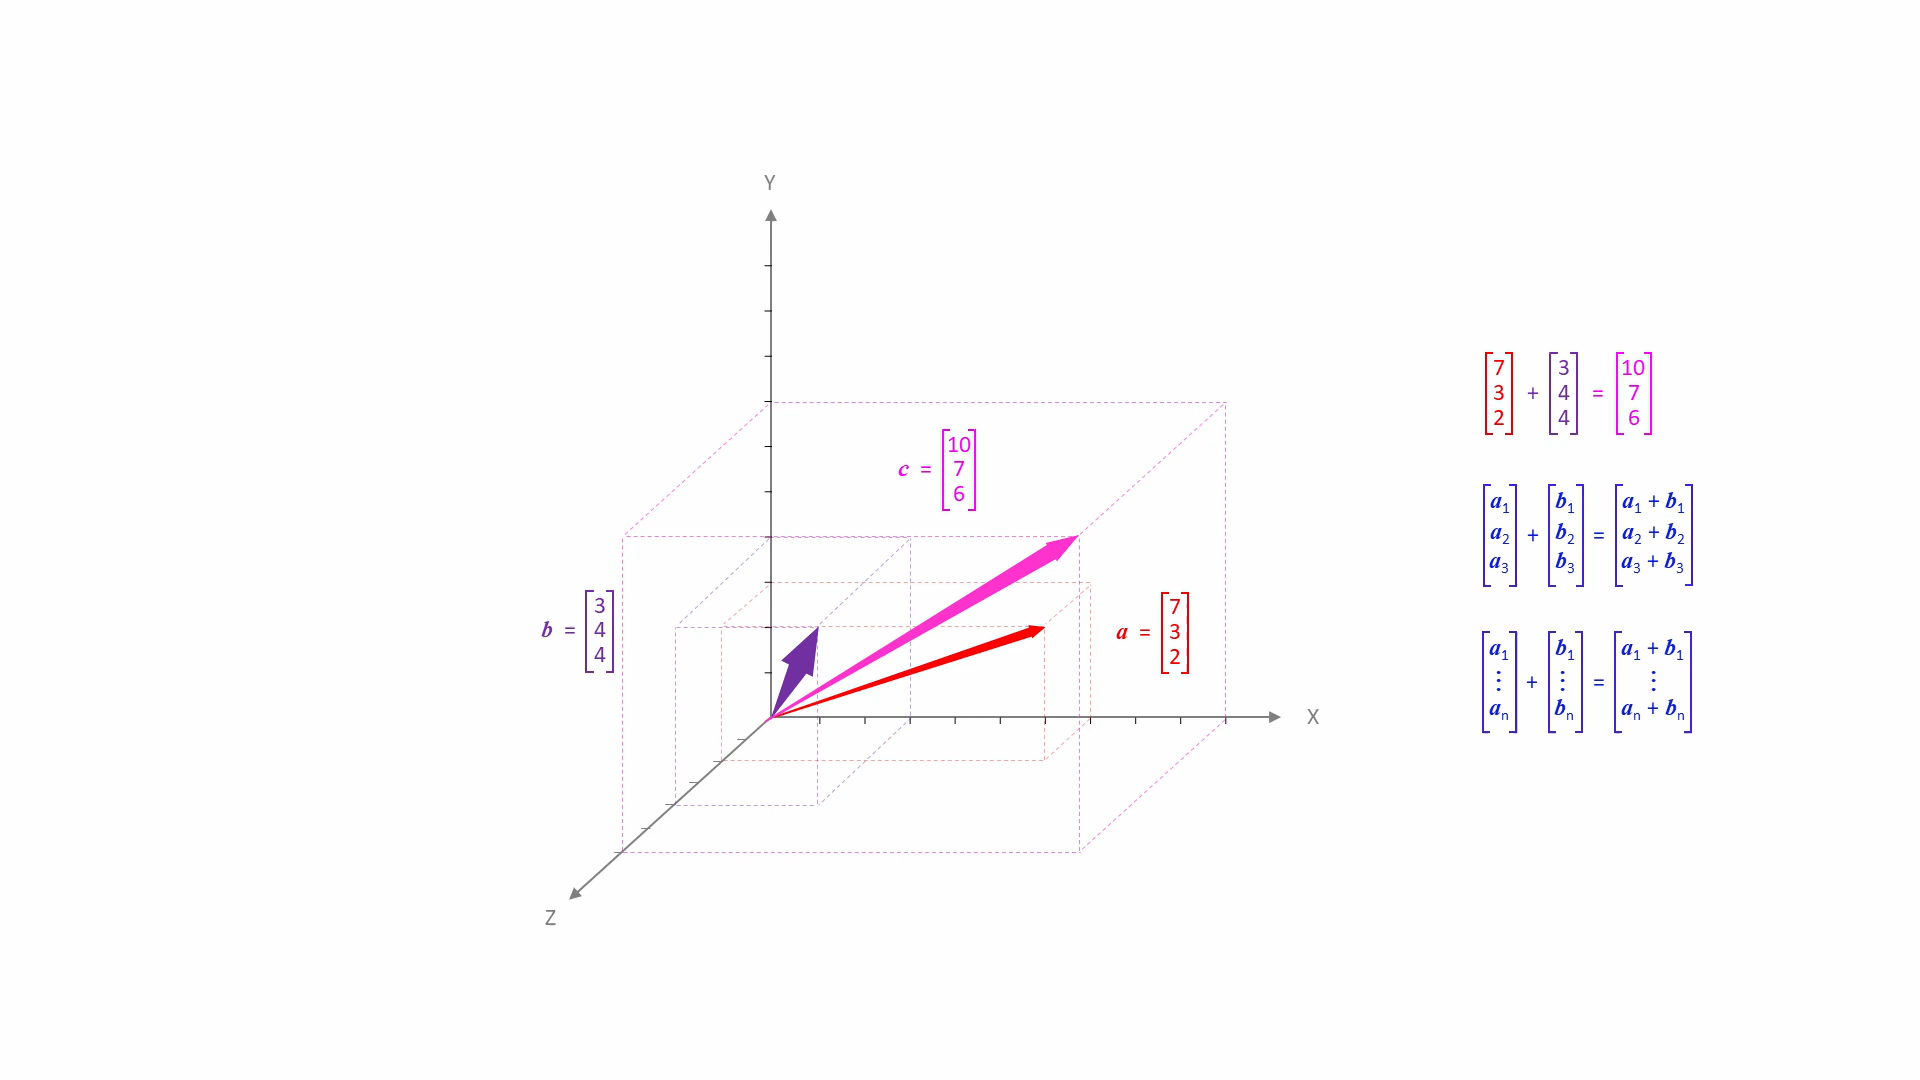 Y
c = [10 7 6]
b = [3 4 4]
a = [7 3 2]
X
Z
[7 3 2] + [3 4 4] = [10 7 6]
[a₁ a₂ a₃] + [b₁ b₂ b₃] = [a₁ + b₁ a₂ + b₂ a₃ + b₃]
[a₁ ⋮ aₙ] + [b₁ ⋮ bₙ] = [a₁ + b₁ ⋮ aₙ + bₙ]